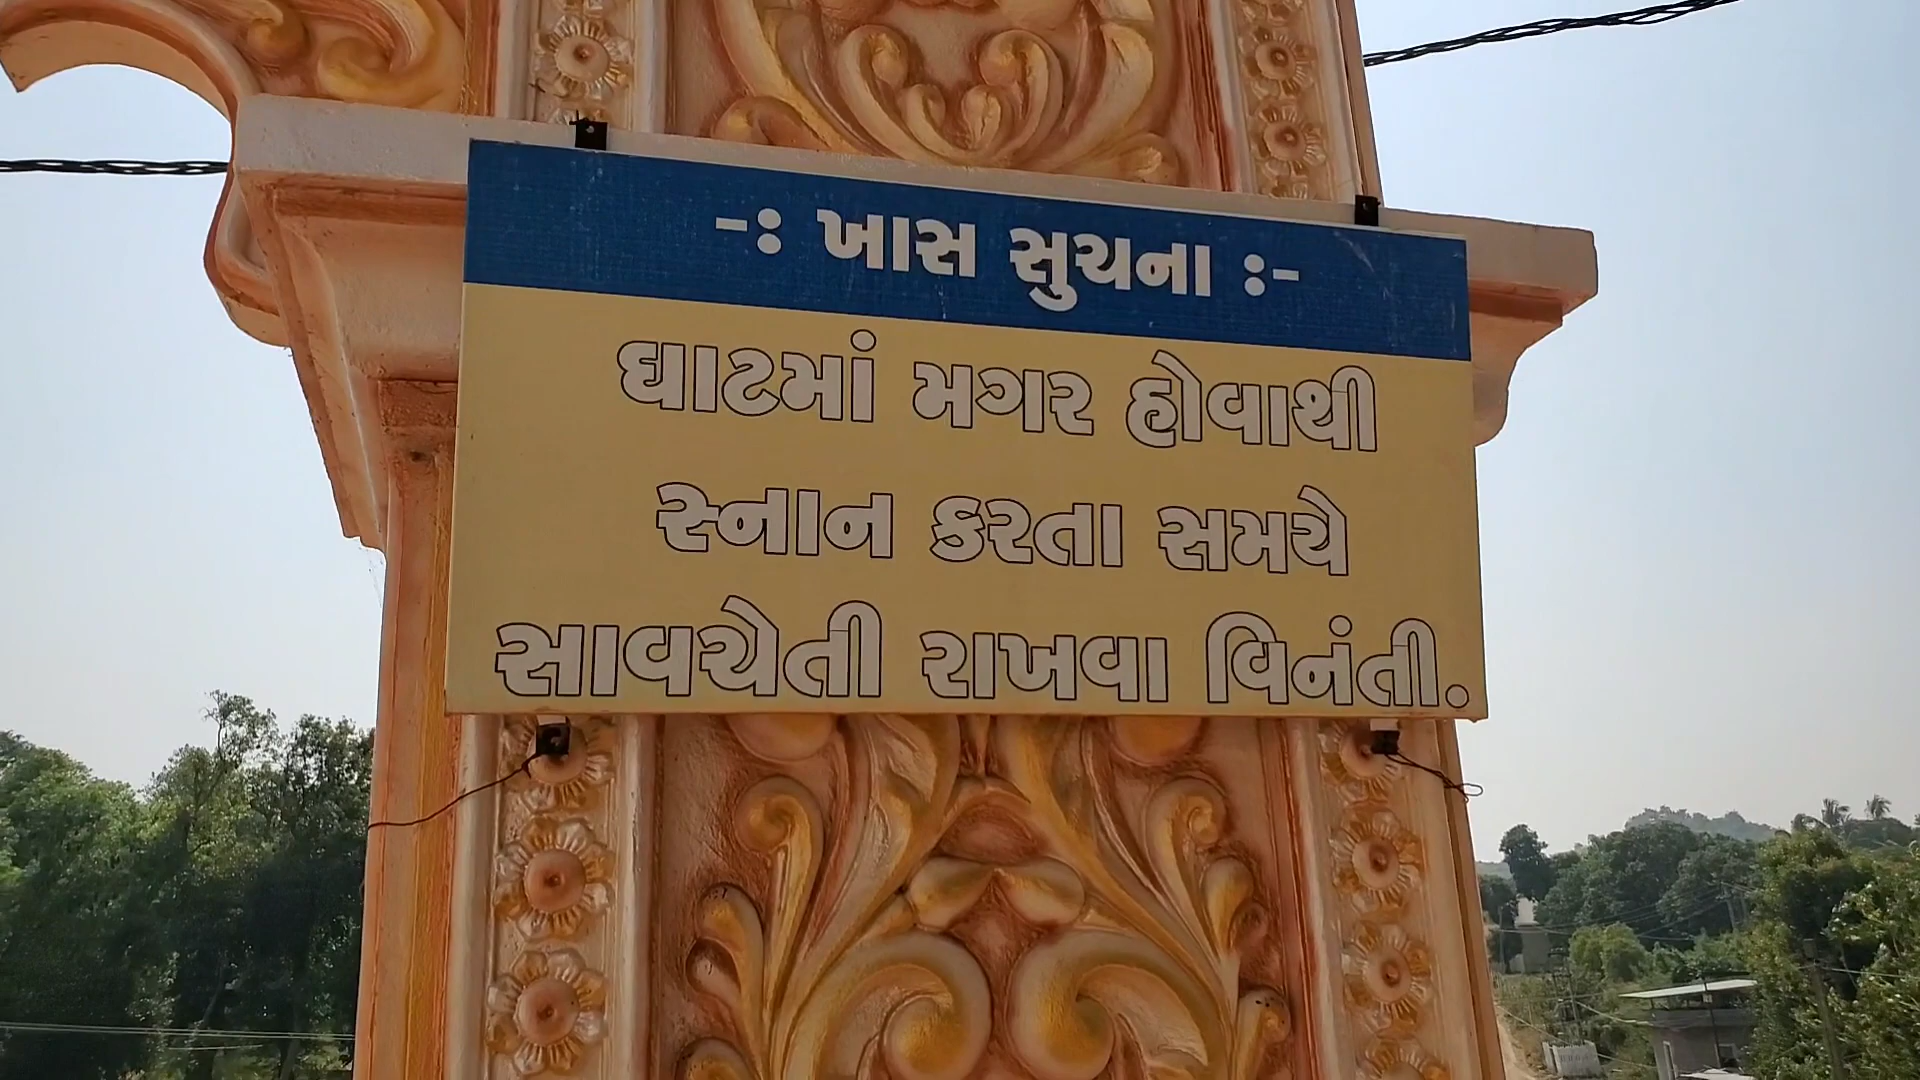 -: ખાસ સુચના :-
ઘાટમાં મગર હોવાથી
સ્નાન કરતા સમયે
સાવચેતી રાખવા વિનંતી.